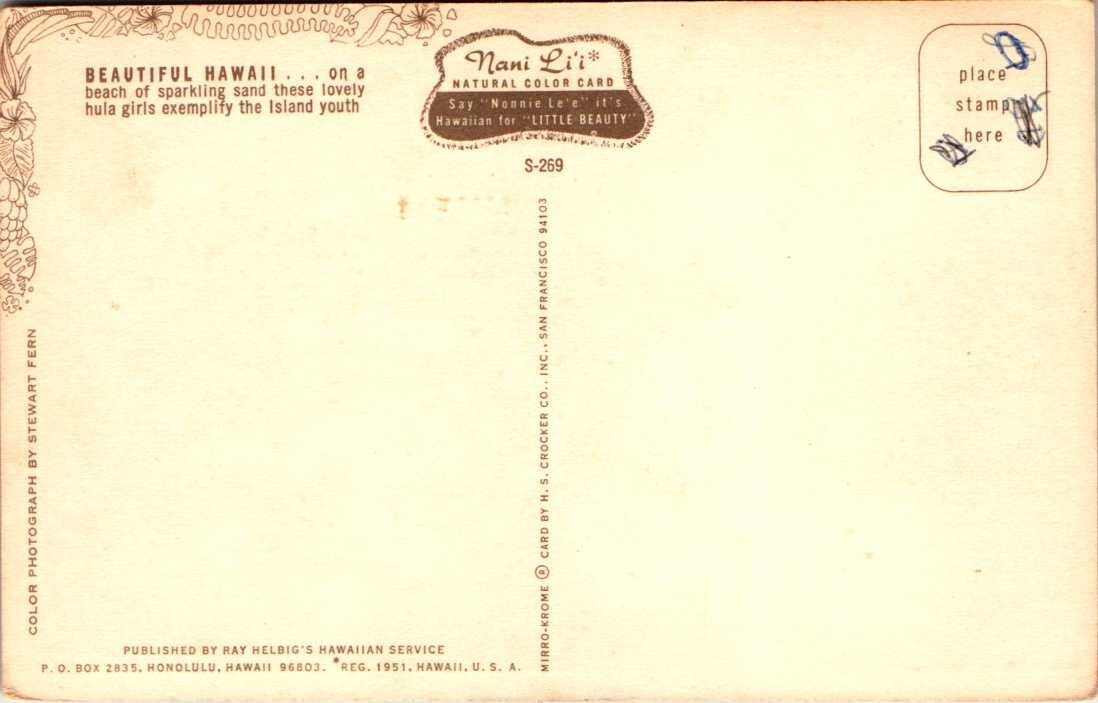 BEAUTIFUL HAWAII . . . on a
beach of sparkling sand these lovely
hula girls exemplify the Island youth
Nani Li'i*
NATURAL COLOR CARD
Say "Nonnie Le'e" it's
Hawaiian for "LITTLE BEAUTY"
S-269
place
stamp
here
COLOR PHOTOGRAPH BY STEWART FERN
MIRRO-KROME ® CARD BY H. S. CROCKER CO., INC., SAN FRANCISCO 94103
PUBLISHED BY RAY HELBIG'S HAWAIIAN SERVICE
P. O. BOX 2835, HONOLULU, HAWAII 96803. *REG. 1951, HAWAII, U. S. A.